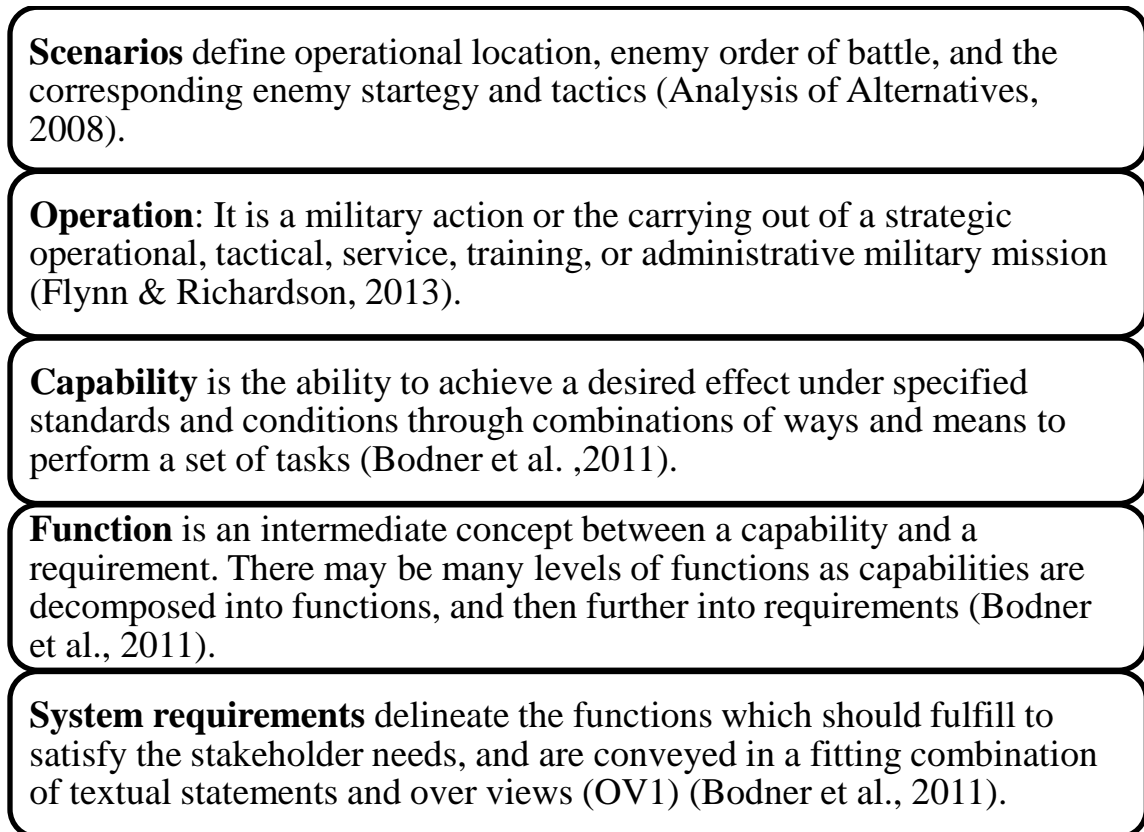 Scenarios define operational location, enemy order of battle, and the
corresponding enemy startegy and tactics (Analysis of Alternatives,
2008).
Operation: It is a military action or the carrying out of a strategic
operational, tactical, service, training, or administrative military mission
(Flynn & Richardson, 2013).
Capability is the ability to achieve a desired effect under specified
standards and conditions through combinations of ways and means to
perform a set of tasks (Bodner et al. ,2011).
Function is an intermediate concept between a capability and a
requirement. There may be many levels of functions as capabilities are
decomposed into functions, and then further into requirements (Bodner
et al., 2011).
System requirements delineate the functions which should fulfill to
satisfy the stakeholder needs, and are conveyed in a fitting combination
of textual statements and over views (OV1) (Bodner et al., 2011).